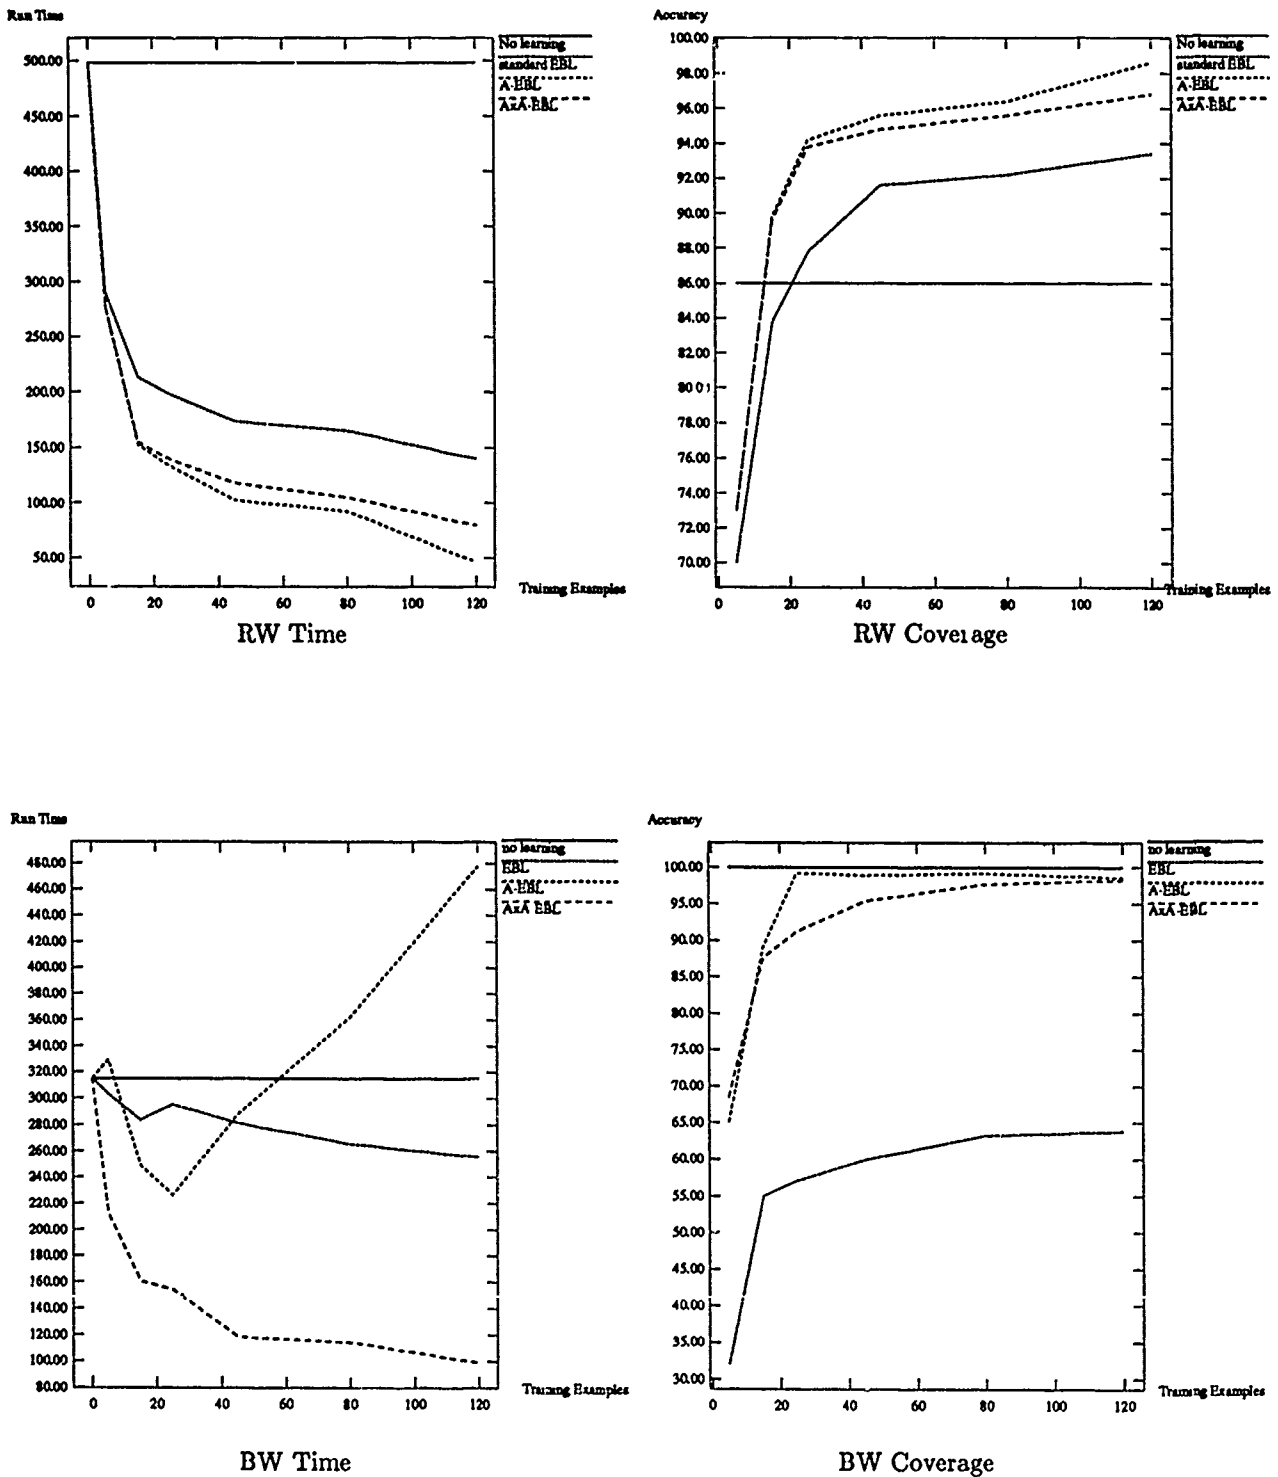 Run Time
500.00
450.00
400.00
350.00
300.00
250.00
200.00
150.00
100.00
50.00
0 20 40 60 80 100 120
Training Examples
No learning
standard EBL
A-EBL
AxA-EBL
RW Time
Accuracy
100.00
98.00
96.00
94.00
92.00
90.00
88.00
86.00
84.00
82.00
80.01
78.00
76.00
74.00
72.00
70.00
0 20 40 60 80 100 120
Training Examples
No learning
standard EBL
A-EBL
AxA-EBL
RW Coverage
Run Time
480.00
460.00
440.00
420.00
400.00
380.00
360.00
340.00
320.00
300.00
280.00
260.00
240.00
220.00
200.00
180.00
160.00
140.00
120.00
100.00
80.00
0 20 40 60 80 100 120
Training Examples
no learning
EBL
A-EBL
AxA EBL
BW Time
Accuracy
100.00
95.00
90.00
85.00
80.00
75.00
70.00
65.00
60.00
55.00
50.00
45.00
40.00
35.00
30.00
0 20 40 60 80 100 120
Training Examples
no learning
EBL
A-EBL
AxA-EBL
BW Coverage